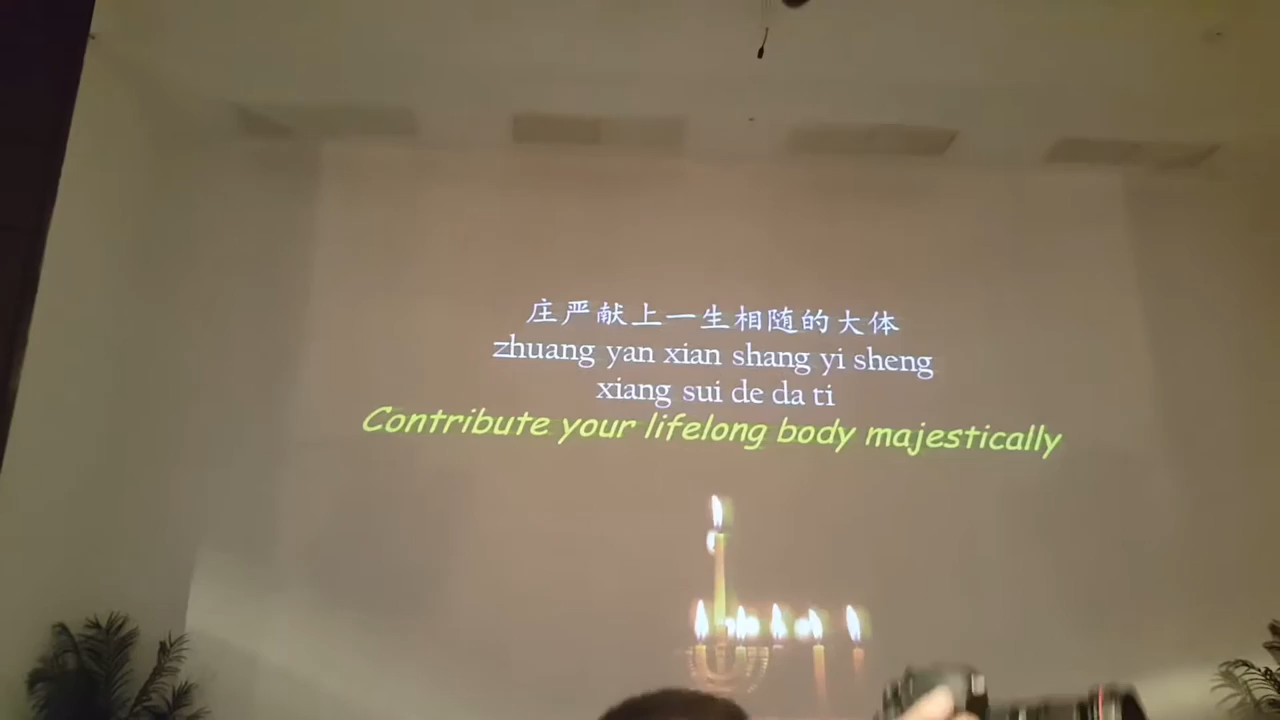 庄严献上一生相随的大体
zhuang yan xian shang yi sheng
xiang sui de da ti
Contribute your lifelong body majestically